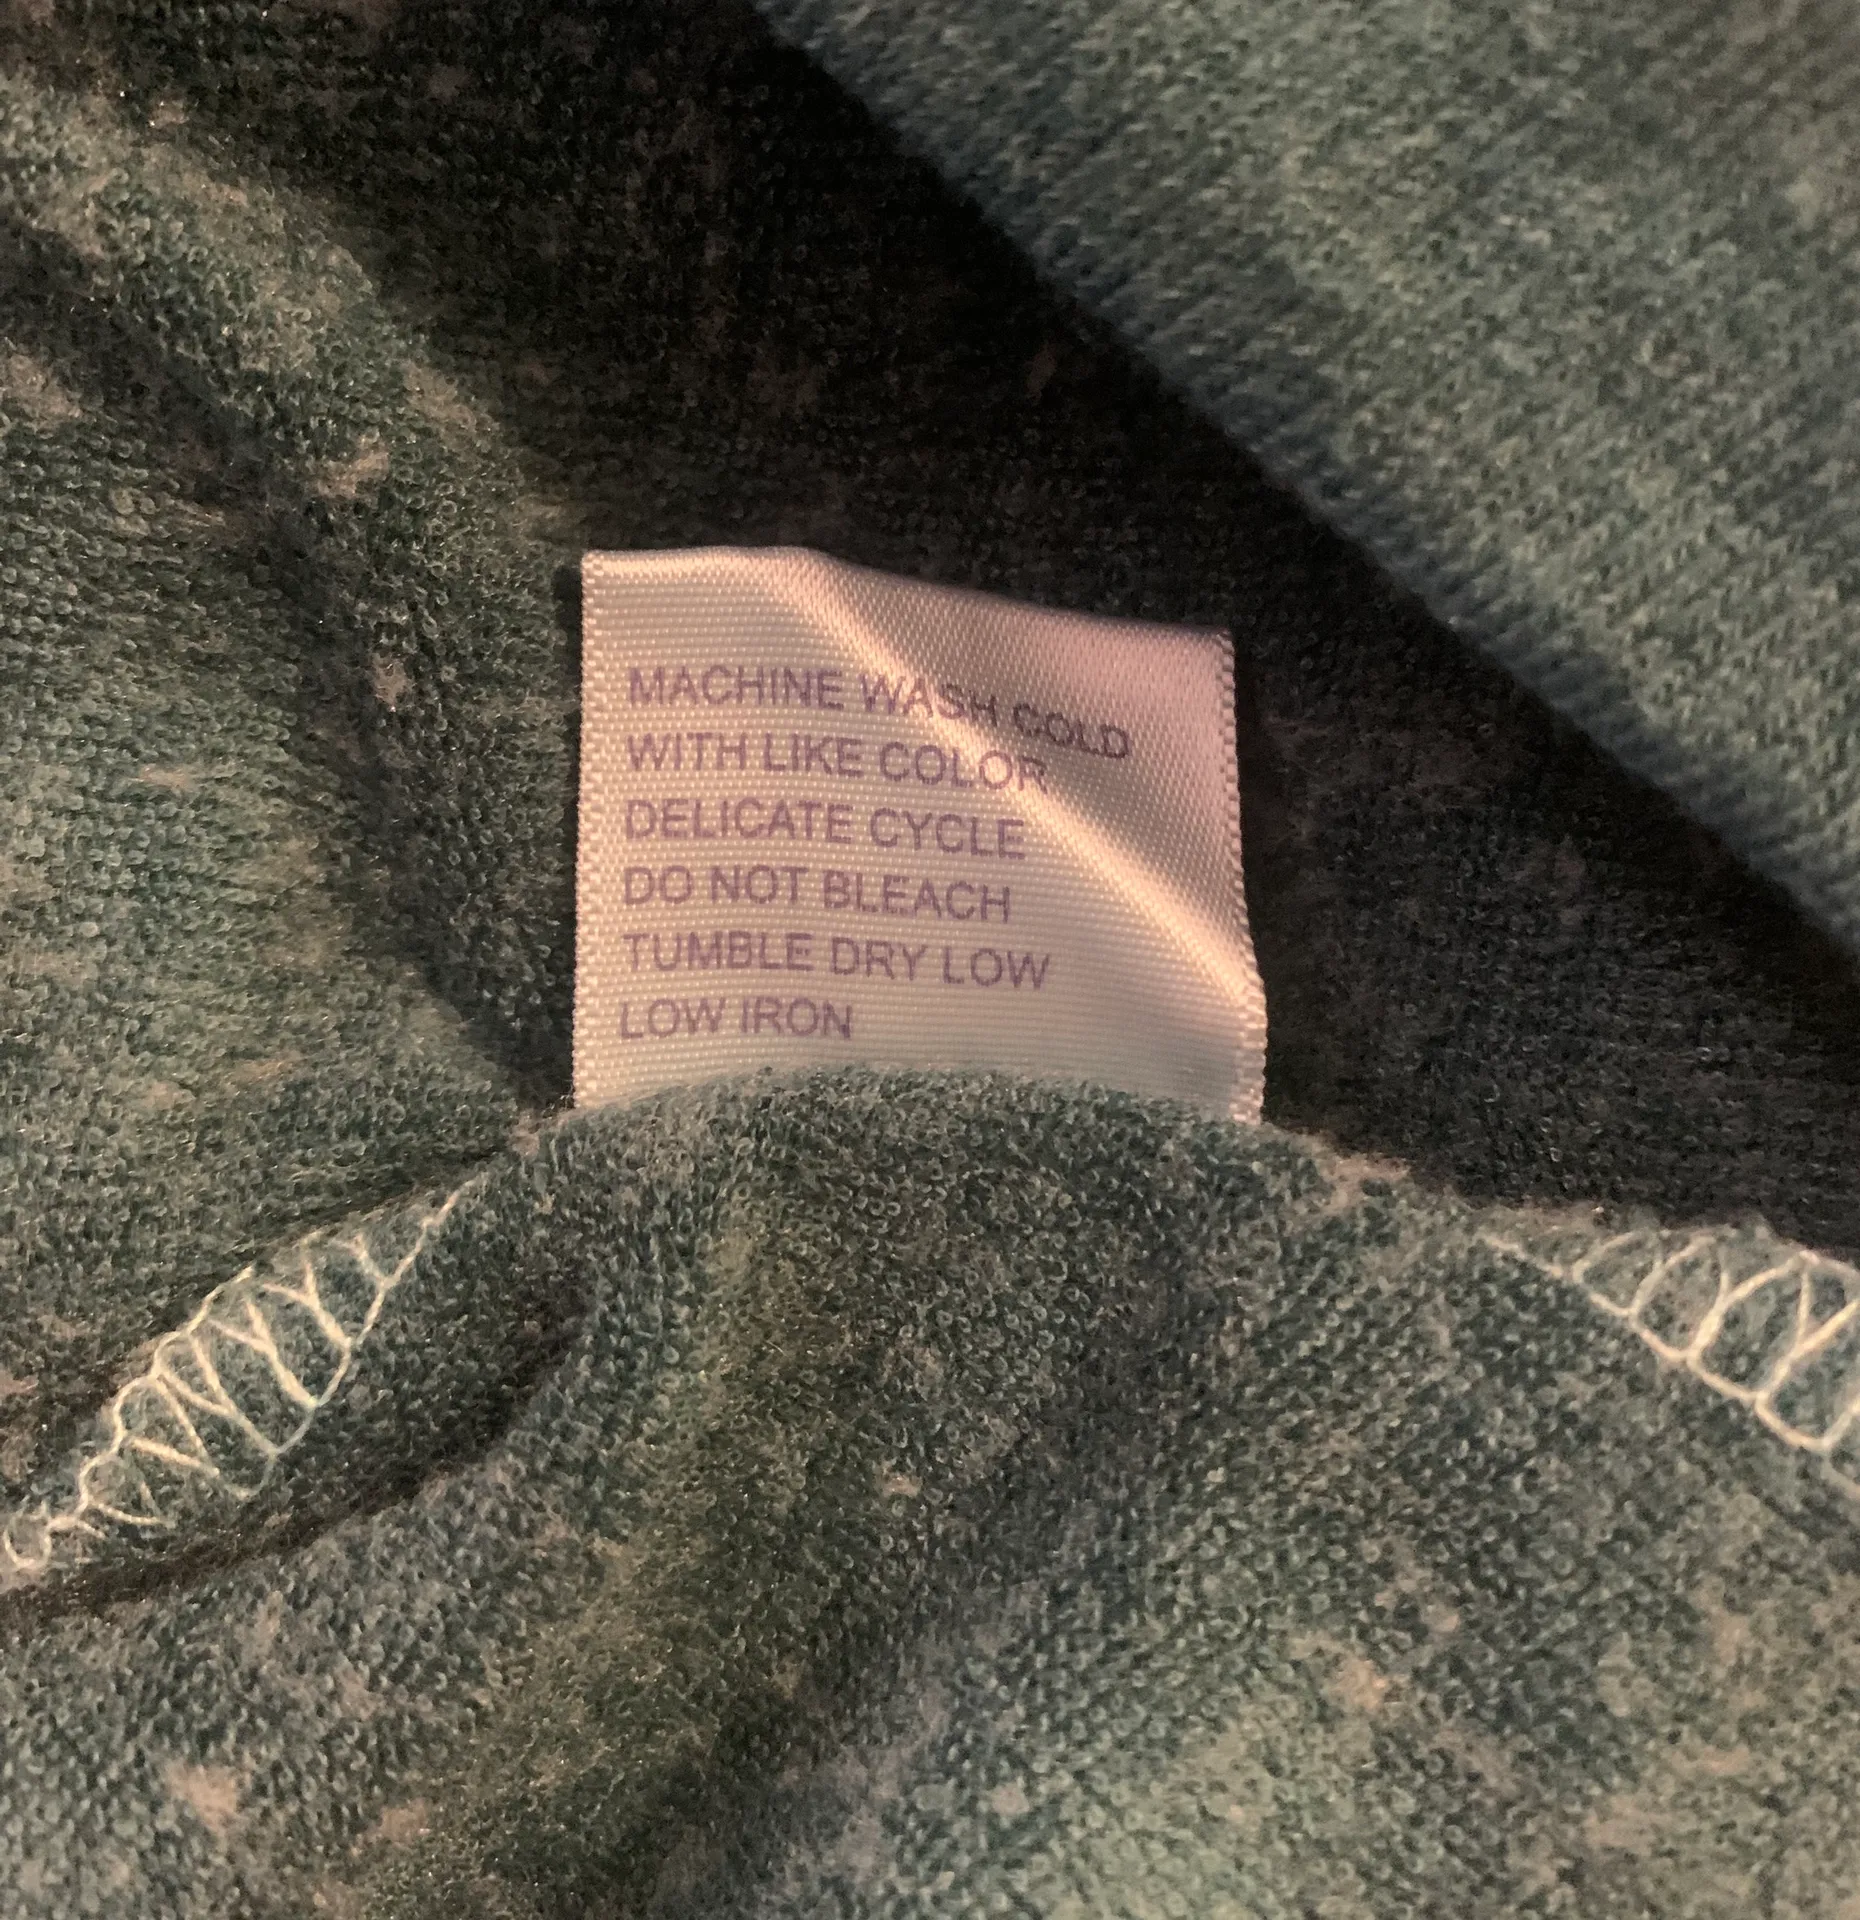 MACHINE WASH COLD
WITH LIKE COLOR
DELICATE CYCLE
DO NOT BLEACH
TUMBLE DRY LOW
LOW IRON